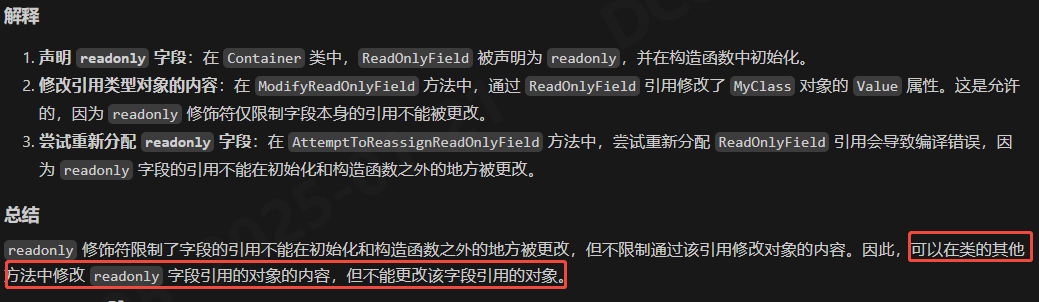 解释
1. 声明 readonly 字段：在 Container 类中，ReadOnlyField 被声明为 readonly，并在构造函数中初始化。
2. 修改引用类型对象的内容：在 ModifyReadOnlyField 方法中，通过 ReadOnlyField 引用修改了 MyClass 对象的 Value 属性。这是允许
的，因为 readonly 修饰符仅限制字段本身的引用不能被更改。
3. 尝试重新分配 readonly 字段：在 AttemptToReassignReadOnlyField 方法中，尝试重新分配 ReadOnlyField 引用会导致编译错误，因
为 readonly 字段的引用不能在初始化和构造函数之外的地方被更改。
总结
readonly 修饰符限制了字段的引用不能在初始化和构造函数之外的地方被更改，但不限制通过该引用修改对象的内容。因此，可以在类的其他
方法中修改 readonly 字段引用的对象的内容，但不能更改该字段引用的对象。